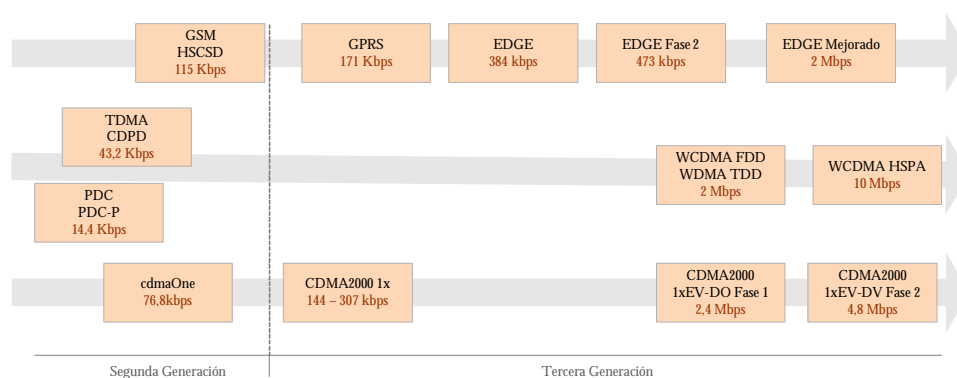 GSM
HSCSD
115 Kbps
GPRS
171 Kbps
EDGE
384 kbps
EDGE Fase 2
473 kbps
EDGE Mejorado
2 Mbps
TDMA
CDPD
43,2 Kbps
WCDMA FDD
WDMA TDD
2 Mbps
WCDMA HSPA
10 Mbps
PDC
PDC-P
14,4 Kbps
cdmaOne
76,8kbps
CDMA2000 1x
144 – 307 kbps
CDMA2000
1xEV-DO Fase 1
2,4 Mbps
CDMA2000
1xEV-DV Fase 2
4,8 Mbps
Segunda Generación
Tercera Generación